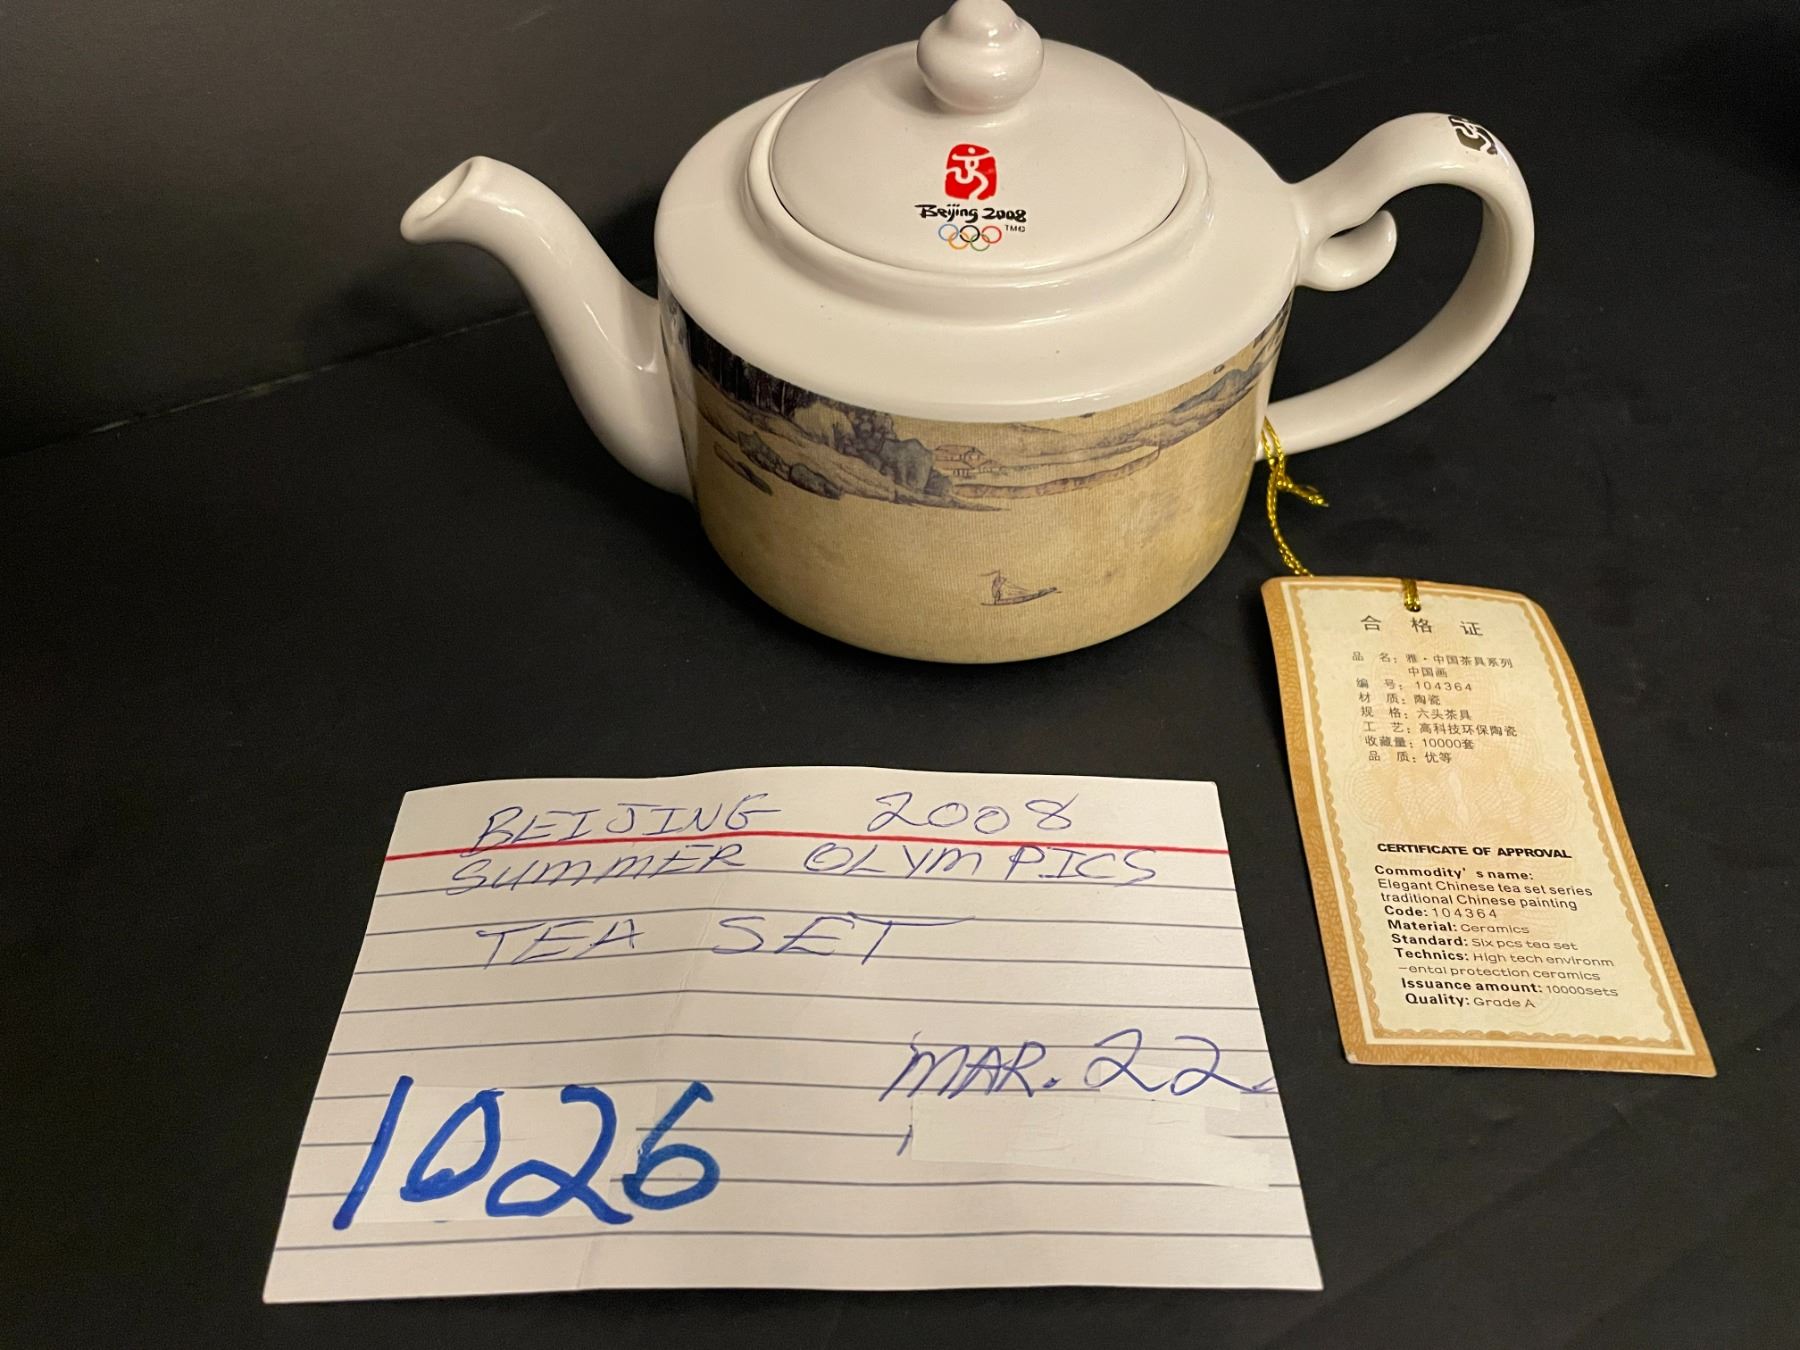 Beijing 2008
TM©
合 格 证
品 名: 雅·中国茶具系列
中国画
编 号: 104364
材 质: 陶瓷
规 格: 六头茶具
工 艺: 高科技环保陶瓷
收藏量: 10000套
品 质: 优等
CERTIFICATE OF APPROVAL
Commodity' s name:
Elegant Chinese tea set series
traditional Chinese painting
Code: 104364
Material: Ceramics
Standard: Six pcs tea set
Technics: High tech environm
-ental protection ceramics
Issuance amount: 10000sets
Quality: Grade A
BEIJING 2008
SUMMER OLYMPICS
TEA SET
MAR. 22
1026